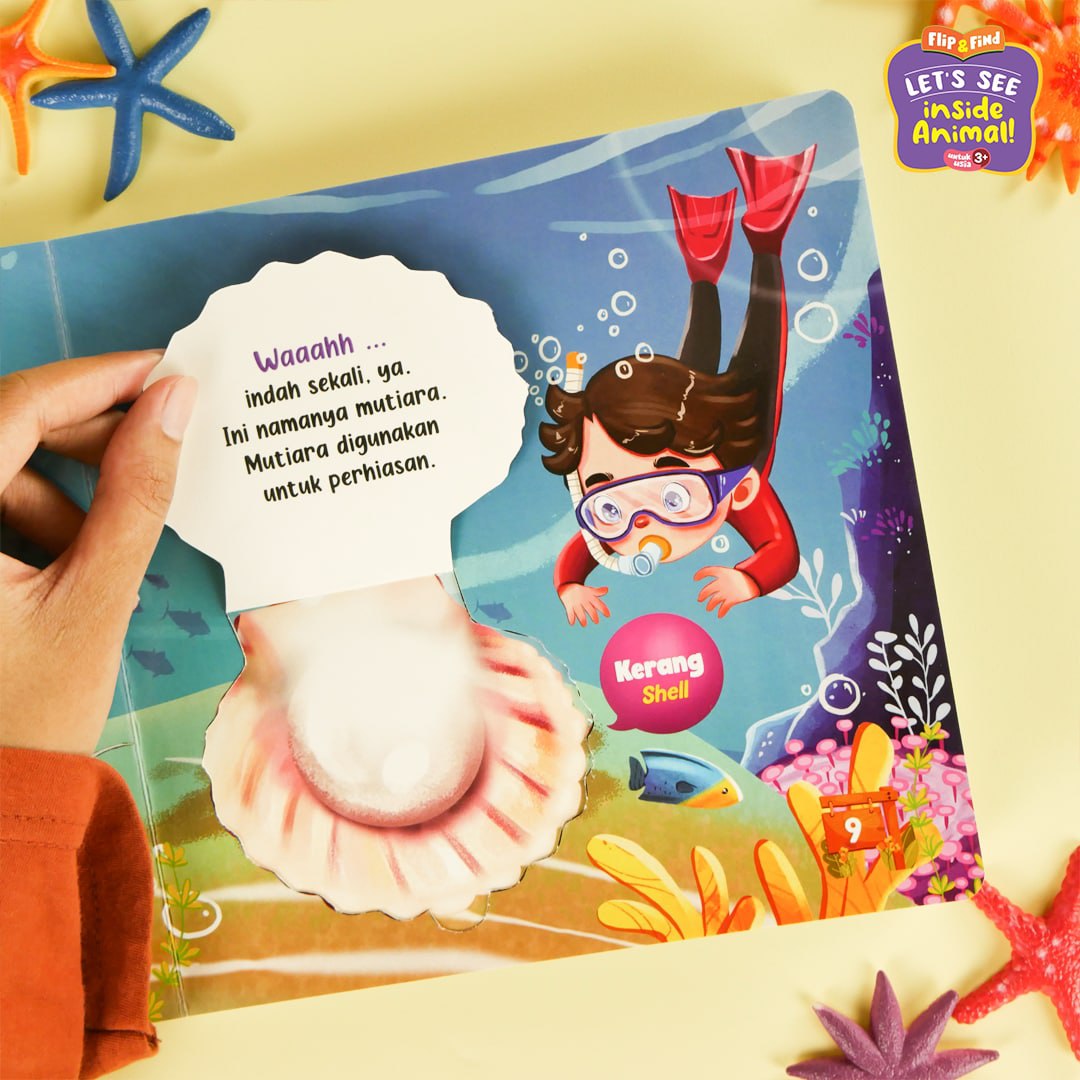 Flip & Find
LET'S SEE
inside
Animal!
untuk
usia 3+
Waaahh ...
indah sekali, ya.
Ini namanya mutiara.
Mutiara digunakan
untuk perhiasan.
Kerang
Shell
9